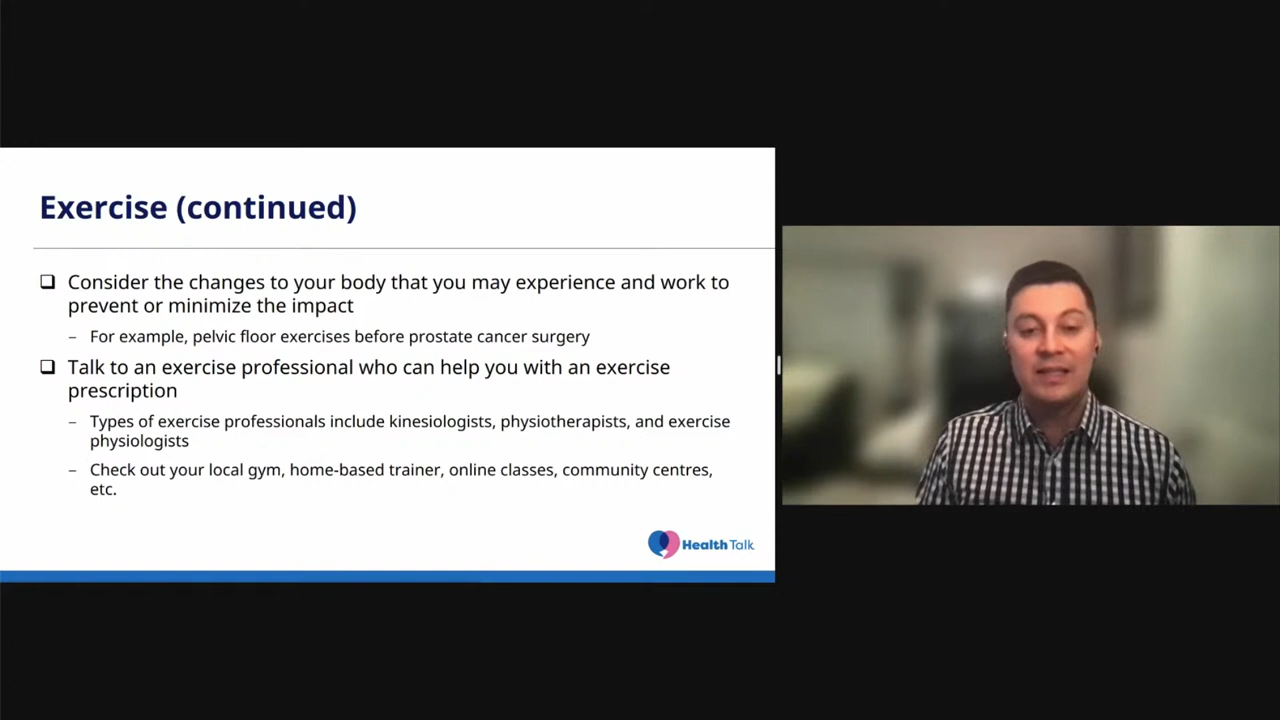 Exercise (continued)
Consider the changes to your body that you may experience and work to
prevent or minimize the impact
– For example, pelvic floor exercises before prostate cancer surgery
Talk to an exercise professional who can help you with an exercise
prescription
– Types of exercise professionals include kinesiologists, physiotherapists, and exercise
physiologists
– Check out your local gym, home-based trainer, online classes, community centres,
etc.
HealthTalk